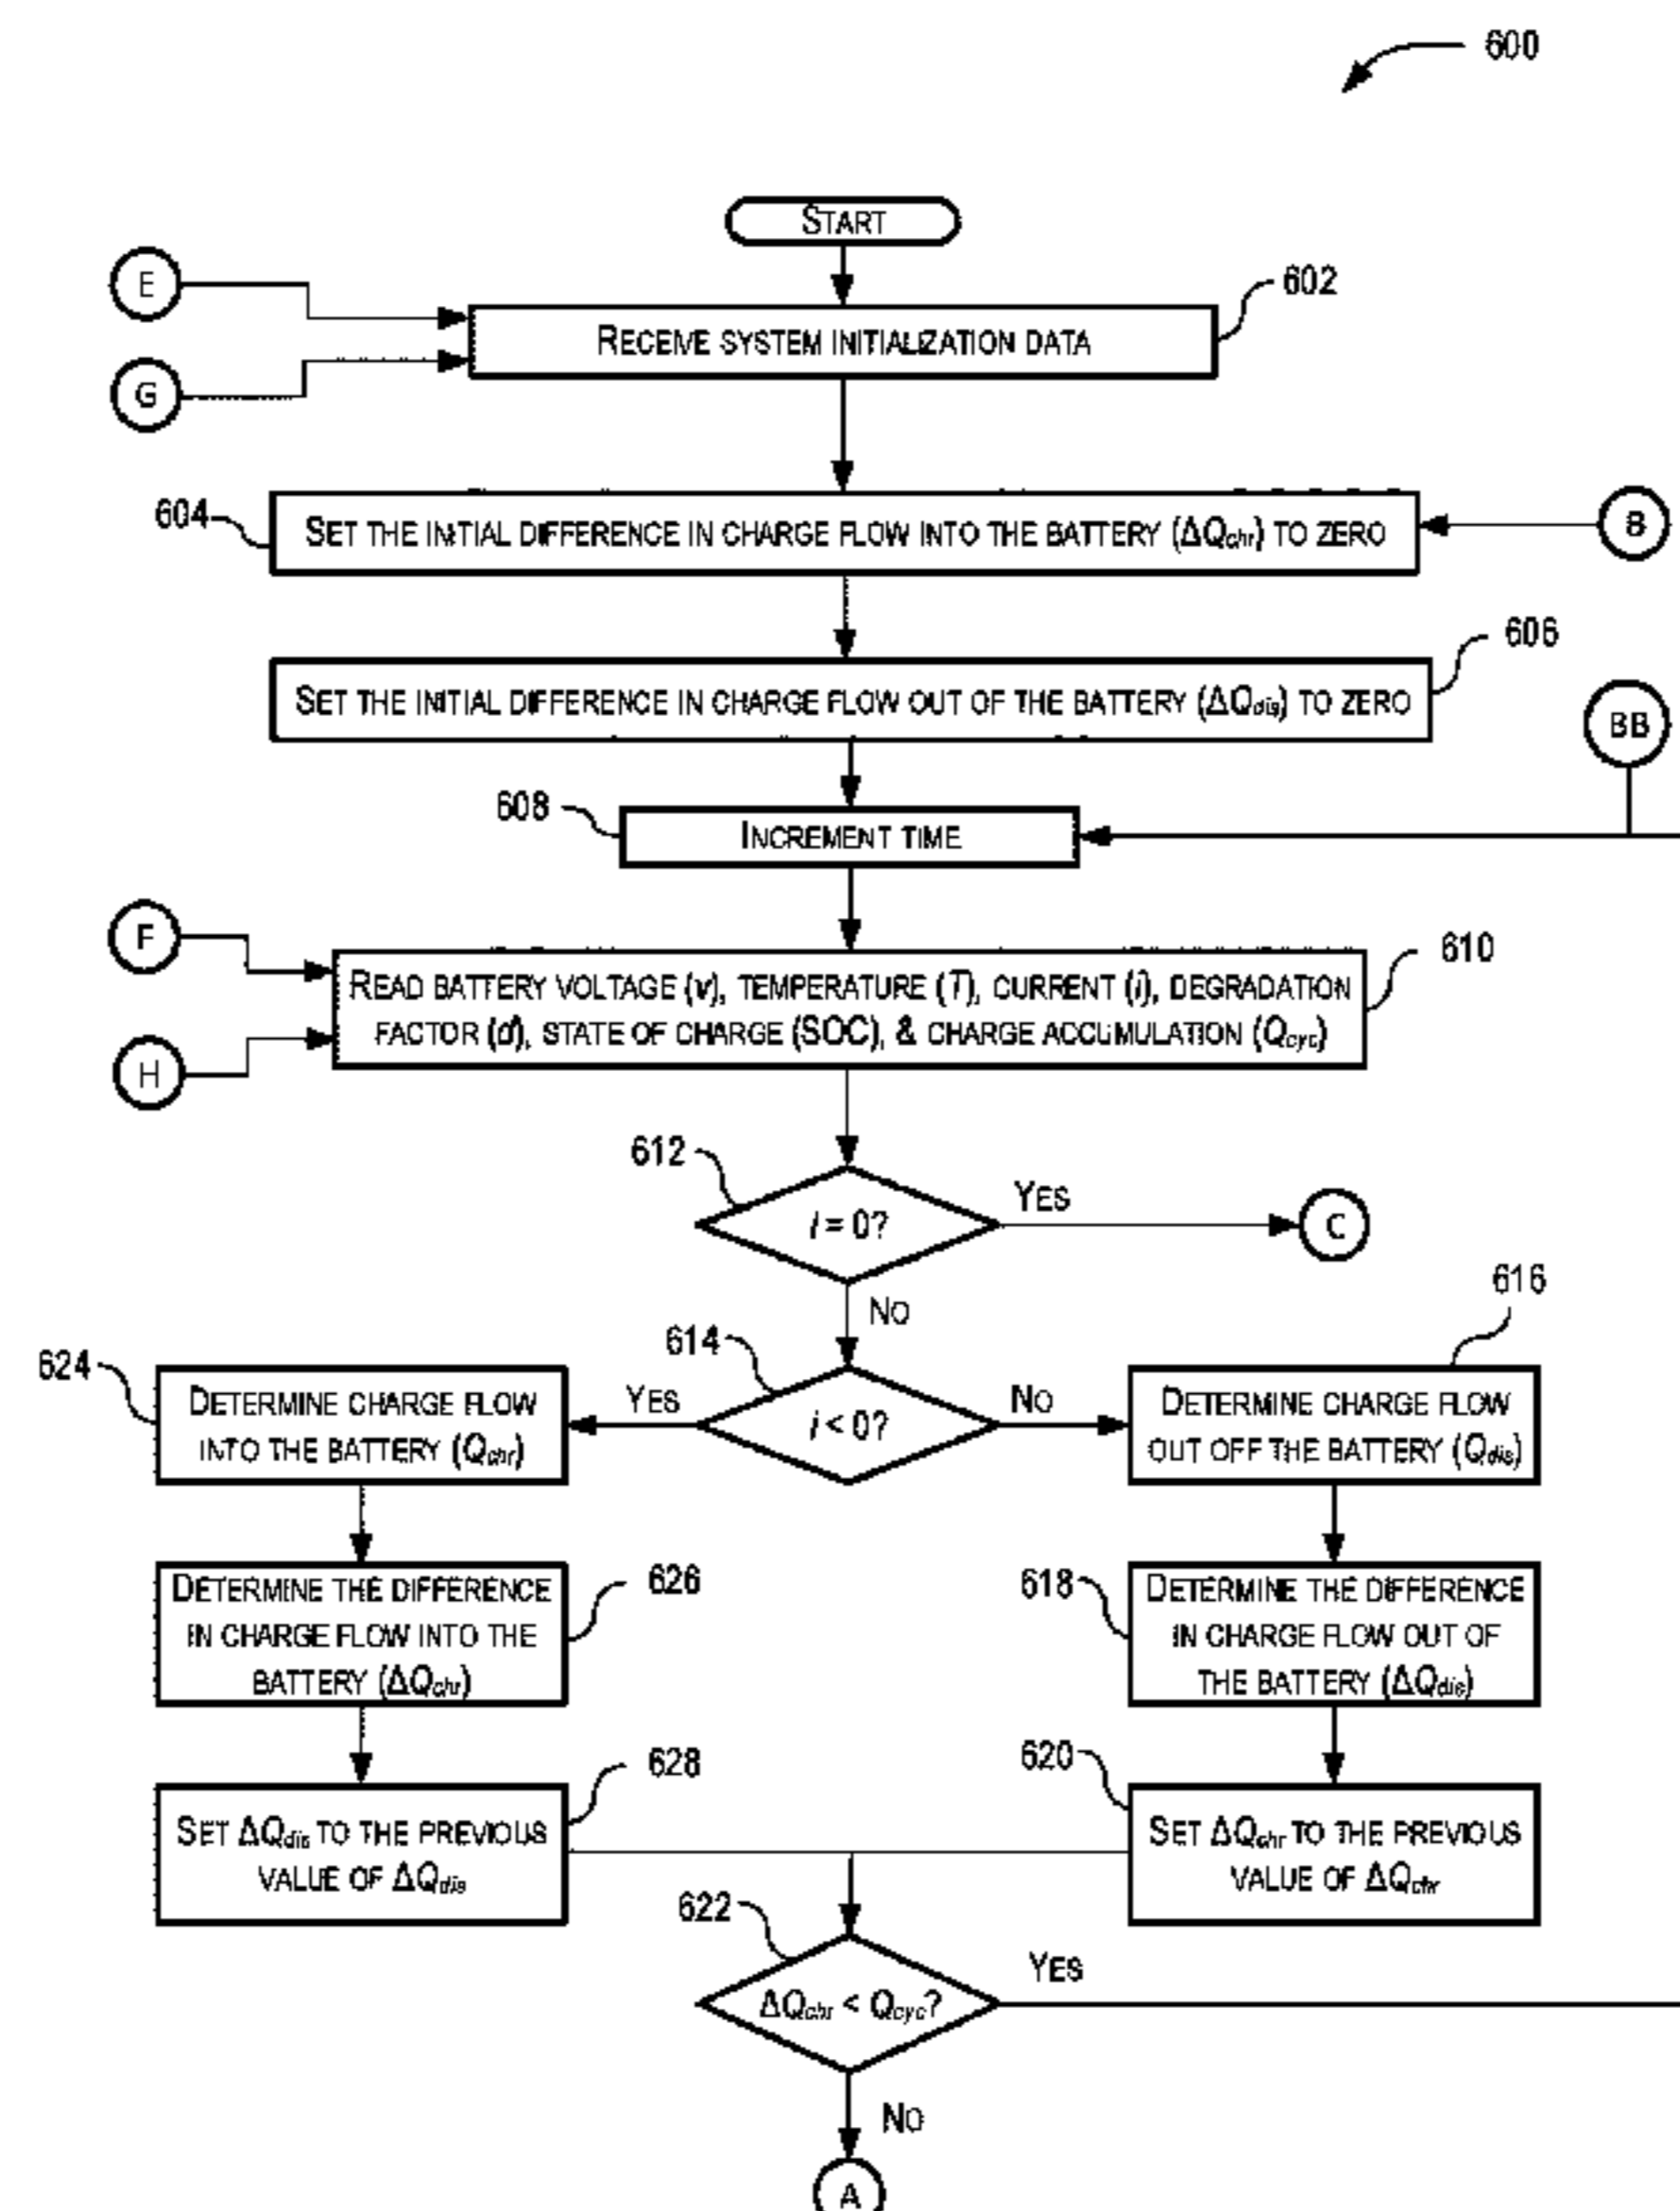 600
START
E
602
RECEIVE SYSTEM INITIALIZATION DATA
G
604
SET THE INITIAL DIFFERENCE IN CHARGE FLOW INTO THE BATTERY (ΔQchr) TO ZERO
B
606
SET THE INITIAL DIFFERENCE IN CHARGE FLOW OUT OF THE BATTERY (ΔQdis) TO ZERO
BB
608
INCREMENT TIME
F
610
READ BATTERY VOLTAGE (v), TEMPERATURE (T), CURRENT (i), DEGRADATION
FACTOR (d), STATE OF CHARGE (SOC), & CHARGE ACCUMULATION (Qcyc)
H
612
i = 0?
YES
C
NO
616
614
624
DETERMINE CHARGE FLOW
INTO THE BATTERY (Qchr)
YES
i < 0?
NO
DETERMINE CHARGE FLOW
OUT OFF THE BATTERY (Qdis)
DETERMINE THE DIFFERENCE
IN CHARGE FLOW INTO THE
BATTERY (ΔQchr)
626
618
DETERMINE THE DIFFERENCE
IN CHARGE FLOW OUT OF
THE BATTERY (ΔQdis)
628
620
SET ΔQdis TO THE PREVIOUS
VALUE OF ΔQdis
SET ΔQchr TO THE PREVIOUS
VALUE OF ΔQchr
622
ΔQchr < Qcyc?
YES
NO
A